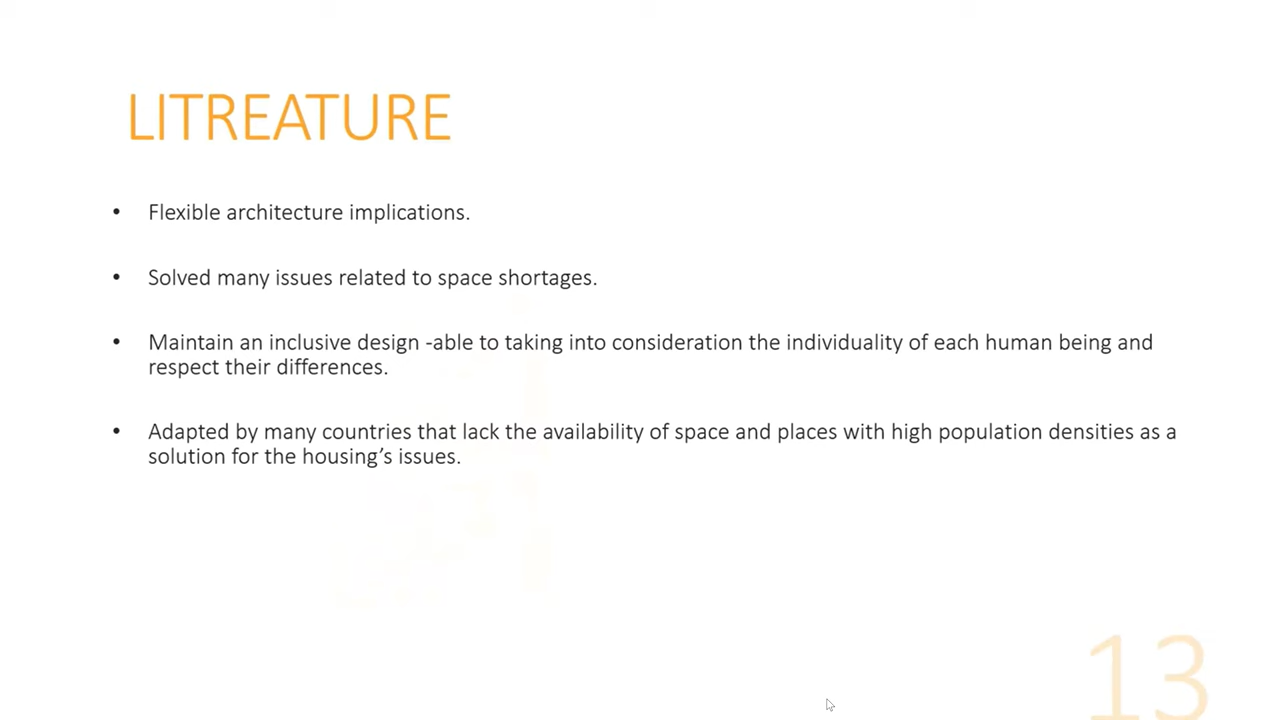 LITREATURE
• Flexible architecture implications.
• Solved many issues related to space shortages.
• Maintain an inclusive design -able to taking into consideration the individuality of each human being and
respect their differences.
• Adapted by many countries that lack the availability of space and places with high population densities as a
solution for the housing’s issues.
13